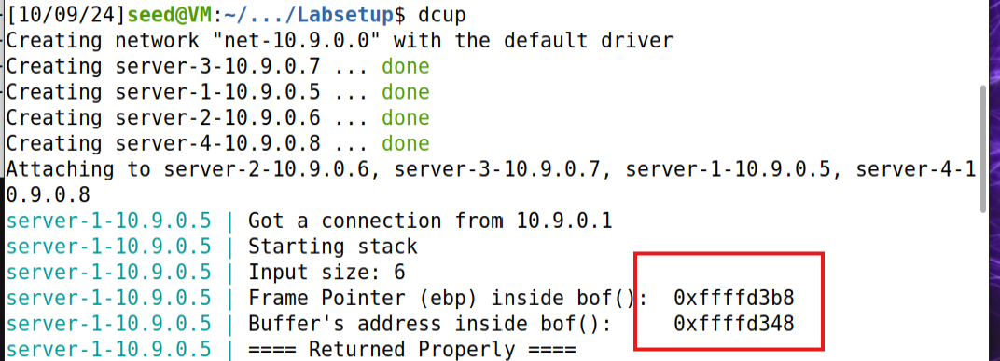 [10/09/24]seed@VM:~/.../Labsetup$ dcup
Creating network "net-10.9.0.0" with the default driver
Creating server-3-10.9.0.7 ... done
Creating server-1-10.9.0.5 ... done
Creating server-2-10.9.0.6 ... done
Creating server-4-10.9.0.8 ... done
Attaching to server-2-10.9.0.6, server-3-10.9.0.7, server-1-10.9.0.5, server-4-1
0.9.0.8
server-1-10.9.0.5 | Got a connection from 10.9.0.1
server-1-10.9.0.5 | Starting stack
server-1-10.9.0.5 | Input size: 6
server-1-10.9.0.5 | Frame Pointer (ebp) inside bof():  0xffffd3b8
server-1-10.9.0.5 | Buffer's address inside bof():     0xffffd348
server-1-10.9.0.5 | ==== Returned Properly ====